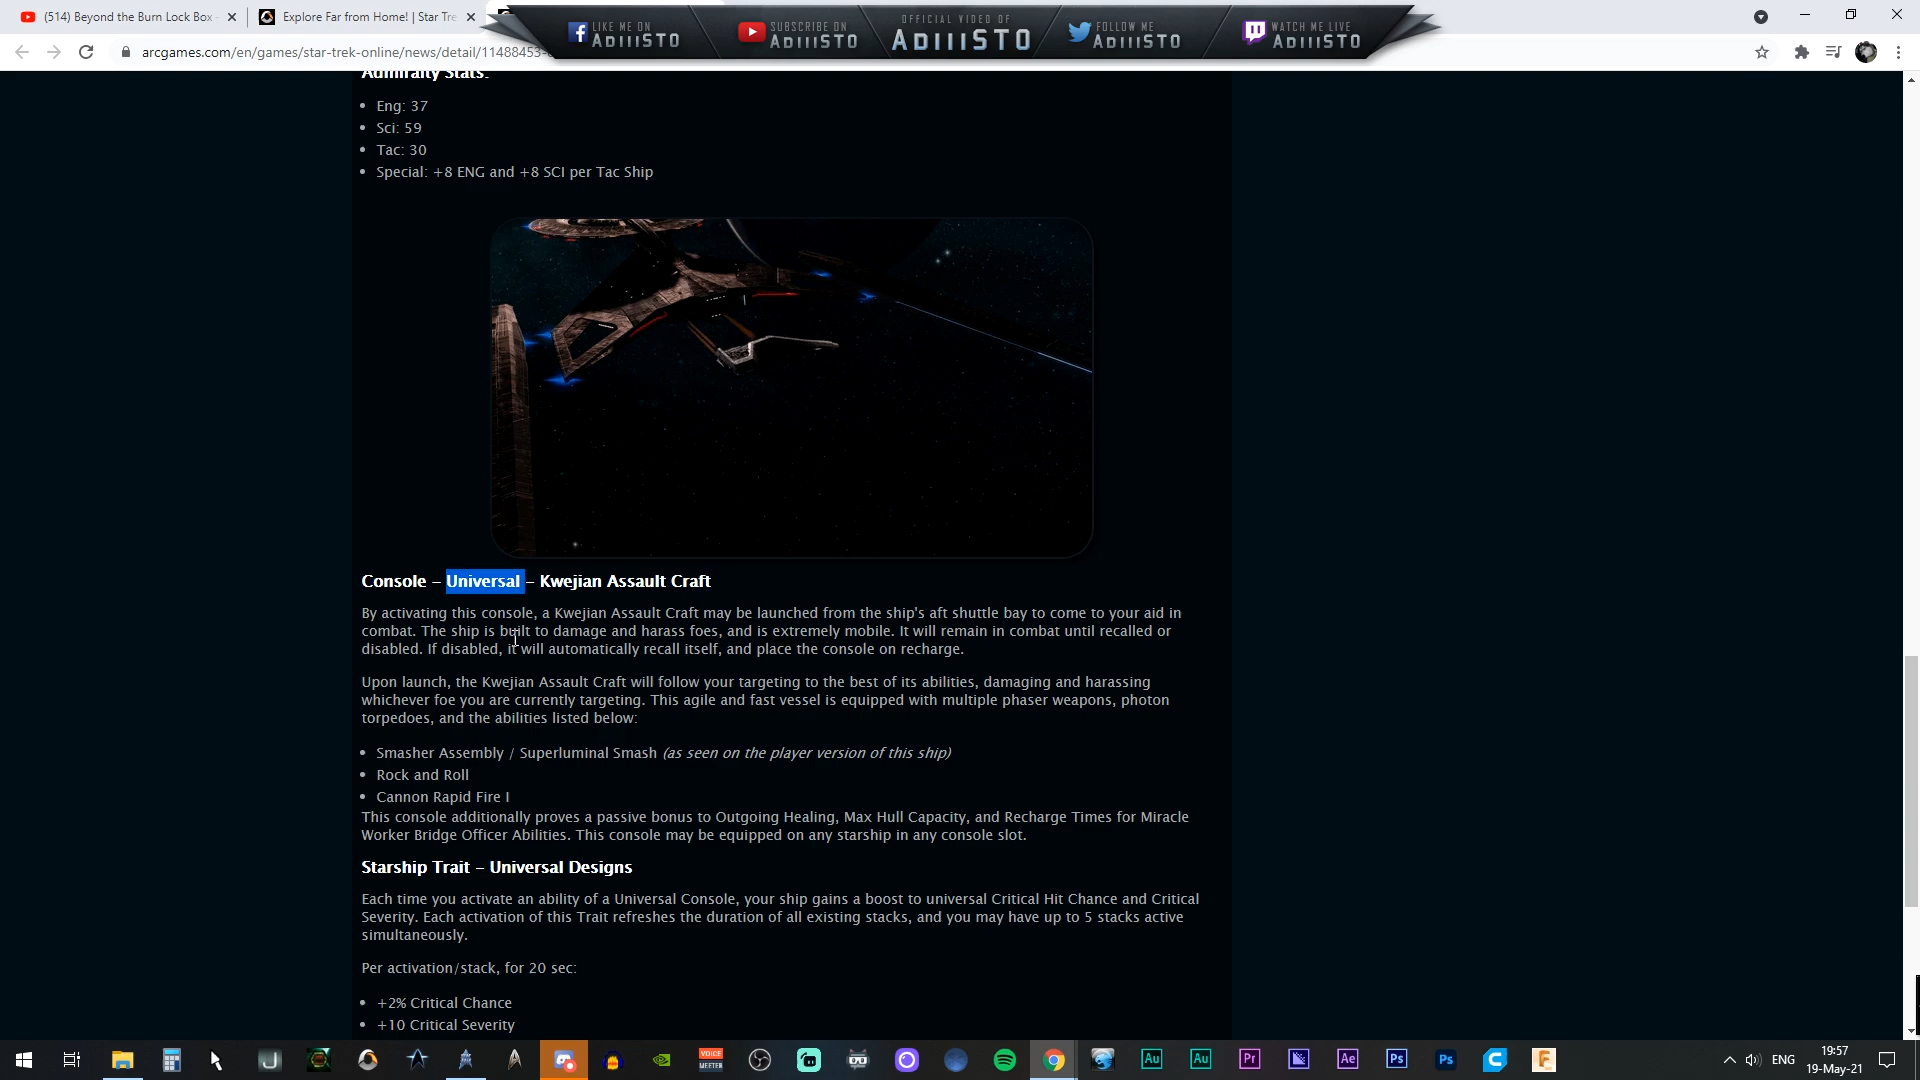 (514) Beyond the Burn Lock Box -
Explore Far from Home! | Star Tre
LIKE ME ON
ADIIISTO
SUBSCRIBE ON
ADIIISTO
OFFICIAL VIDEO OF
ADIIISTO
FOLLOW ME
ADIIISTO
WATCH ME LIVE
ADIIISTO
arcgames.com/en/games/star-trek-online/news/detail/11488453-
Admiralty Stats:
• Eng: 37
• Sci: 59
• Tac: 30
• Special: +8 ENG and +8 SCI per Tac Ship
Console – Universal – Kwejian Assault Craft
By activating this console, a Kwejian Assault Craft may be launched from the ship's aft shuttle bay to come to your aid in
combat. The ship is built to damage and harass foes, and is extremely mobile. It will remain in combat until recalled or
disabled. If disabled, it will automatically recall itself, and place the console on recharge.
Upon launch, the Kwejian Assault Craft will follow your targeting to the best of its abilities, damaging and harassing
whichever foe you are currently targeting. This agile and fast vessel is equipped with multiple phaser weapons, photon
torpedoes, and the abilities listed below:
• Smasher Assembly / Superluminal Smash (as seen on the player version of this ship)
• Rock and Roll
• Cannon Rapid Fire I
This console additionally proves a passive bonus to Outgoing Healing, Max Hull Capacity, and Recharge Times for Miracle
Worker Bridge Officer Abilities. This console may be equipped on any starship in any console slot.
Starship Trait – Universal Designs
Each time you activate an ability of a Universal Console, your ship gains a boost to universal Critical Hit Chance and Critical
Severity. Each activation of this Trait refreshes the duration of all existing stacks, and you may have up to 5 stacks active
simultaneously.
Per activation/stack, for 20 sec:
• +2% Critical Chance
• +10 Critical Severity
VOICE
MEETER
Au
Au
Pr
Ae
Ps
Ps
C
F
ENG
19:57
19-May-21